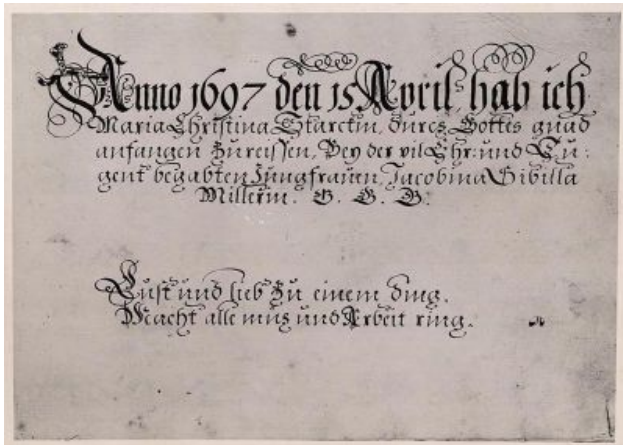 Anno 1697 den 15 April, hab ich
Maria Christina Starckin, durch Gottes gnad
anfangen Zureissen, Bey der vil Ehr: und Tu:
gent begabten Jungfrauen, Jacobina Sibilla
Millerin. G. G. G.
Lust und lieb Zu einem ding.
Macht alle müh und Arbeit ring.